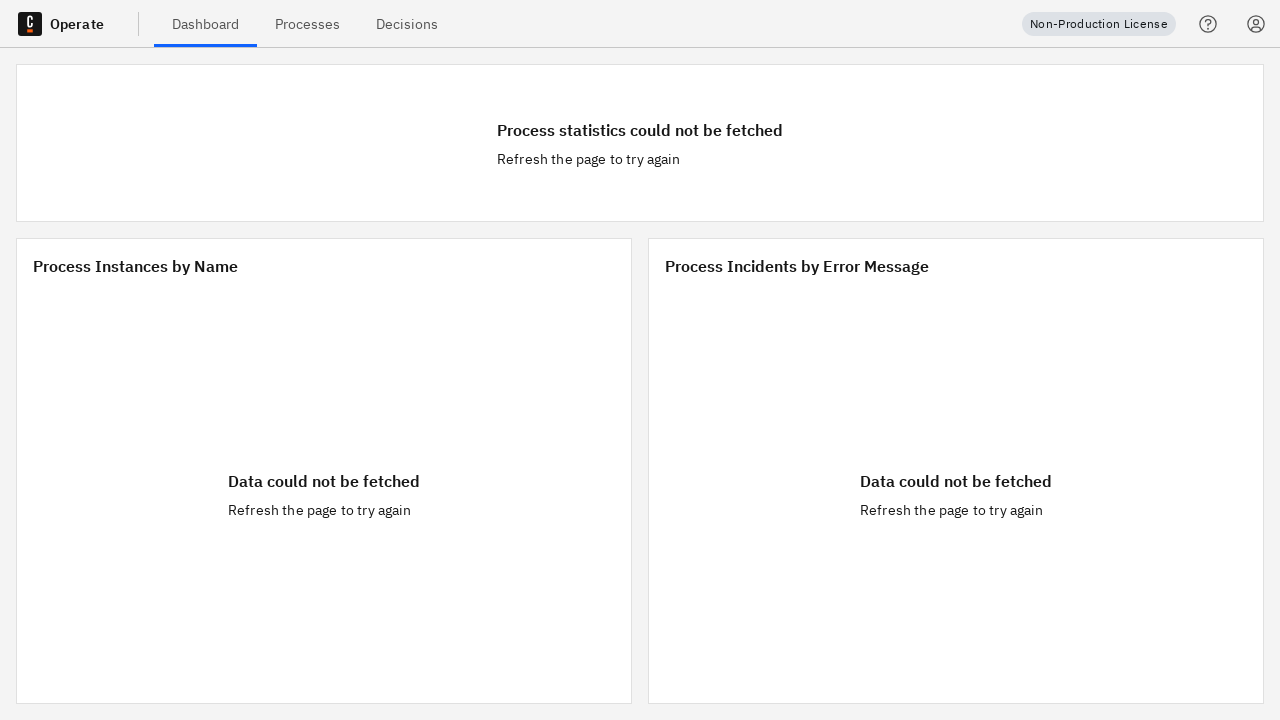 Operate
Dashboard
Processes
Decisions
Non-Production License
Process statistics could not be fetched
Refresh the page to try again
Process Instances by Name
Data could not be fetched
Refresh the page to try again
Process Incidents by Error Message
Data could not be fetched
Refresh the page to try again